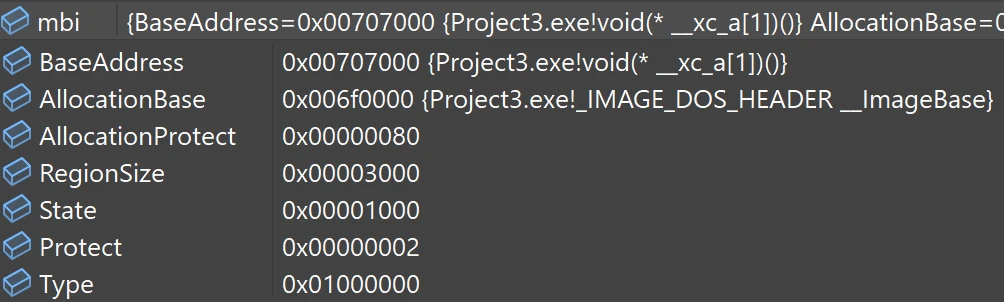 mbi {BaseAddress=0x00707000 {Project3.exe!void(* __xc_a[1])()} AllocationBase=0
BaseAddress 0x00707000 {Project3.exe!void(* __xc_a[1])()}
AllocationBase 0x006f0000 {Project3.exe!_IMAGE_DOS_HEADER __ImageBase}
AllocationProtect 0x00000080
RegionSize 0x00003000
State 0x00001000
Protect 0x00000002
Type 0x01000000